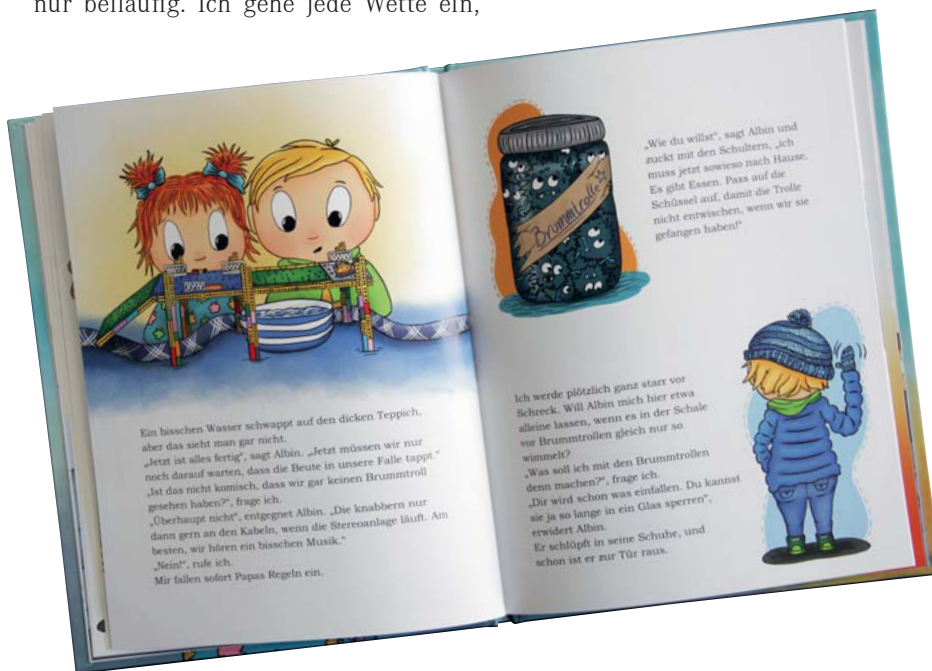 nur beiläufig. Ich gehe jede Wette ein,
Ein bisschen Wasser schwappt auf den dicken Teppich,
aber das sieht man gar nicht.
„Jetzt ist alles fertig“, sagt Albin. „Jetzt müssen wir nur
noch darauf warten, dass die Beute in unsere Falle tappt.“
„Ist das nicht komisch, dass wir gar keinen Brummtroll
gesehen haben?“, frage ich.
„Überhaupt nicht“, entgegnet Albin. „Die knabbern nur
dann gern an den Kabeln, wenn die Stereoanlage läuft. Am
besten, wir hören ein bisschen Musik.“
„Nein!“, rufe ich.
Mir fallen sofort Papas Regeln ein.
Brummtrolle
„Wie du willst“, sagt Albin und
zuckt mit den Schultern, „ich
muss jetzt sowieso nach Hause.
Es gibt Essen. Pass auf die
Schüssel auf, damit die Trolle
nicht entwischen, wenn wir sie
gefangen haben!“
Ich werde plötzlich ganz starr vor
Schreck. Will Albin mich hier etwa
alleine lassen, wenn es in der Schale
vor Brummtrollen gleich nur so
wimmelt?
„Was soll ich mit den Brummtrollen
denn machen?“, frage ich.
„Dir wird schon was einfallen. Du kannst
sie ja so lange in ein Glas sperren“,
erwidert Albin.
Er schlüpft in seine Schuhe, und
schon ist er zur Tür raus.